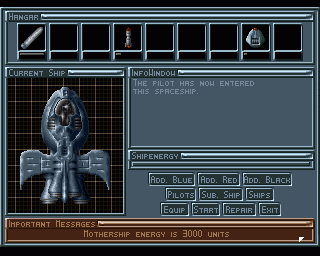 Hangar
Current Ship
InfoWindow
The pilot has now entered
this spaceship.
Shipenergy
Add. Blue Add. Red Add. Black
Pilots Sub. Ship Ships
Equip Start Repair Exit
Important Messages
Mothership energy is 3000 units